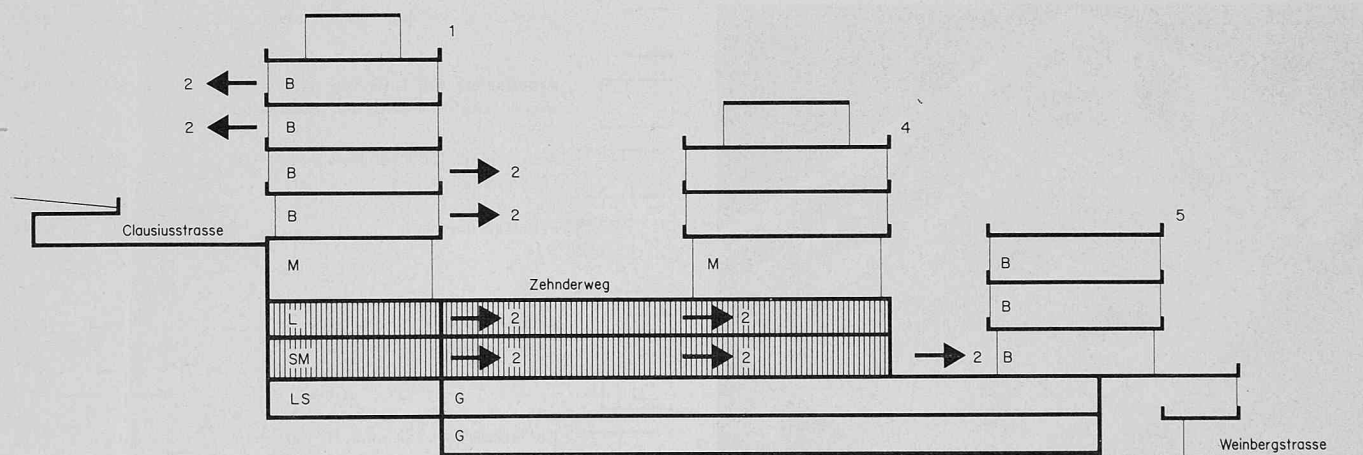 1
2 B
2 B
4
B 2
B 2
5
Clausiusstrasse
M
M
B
Zehnderweg
B
L 2 2
SM 2 2 2 B
LS G
G
Weinbergstrasse